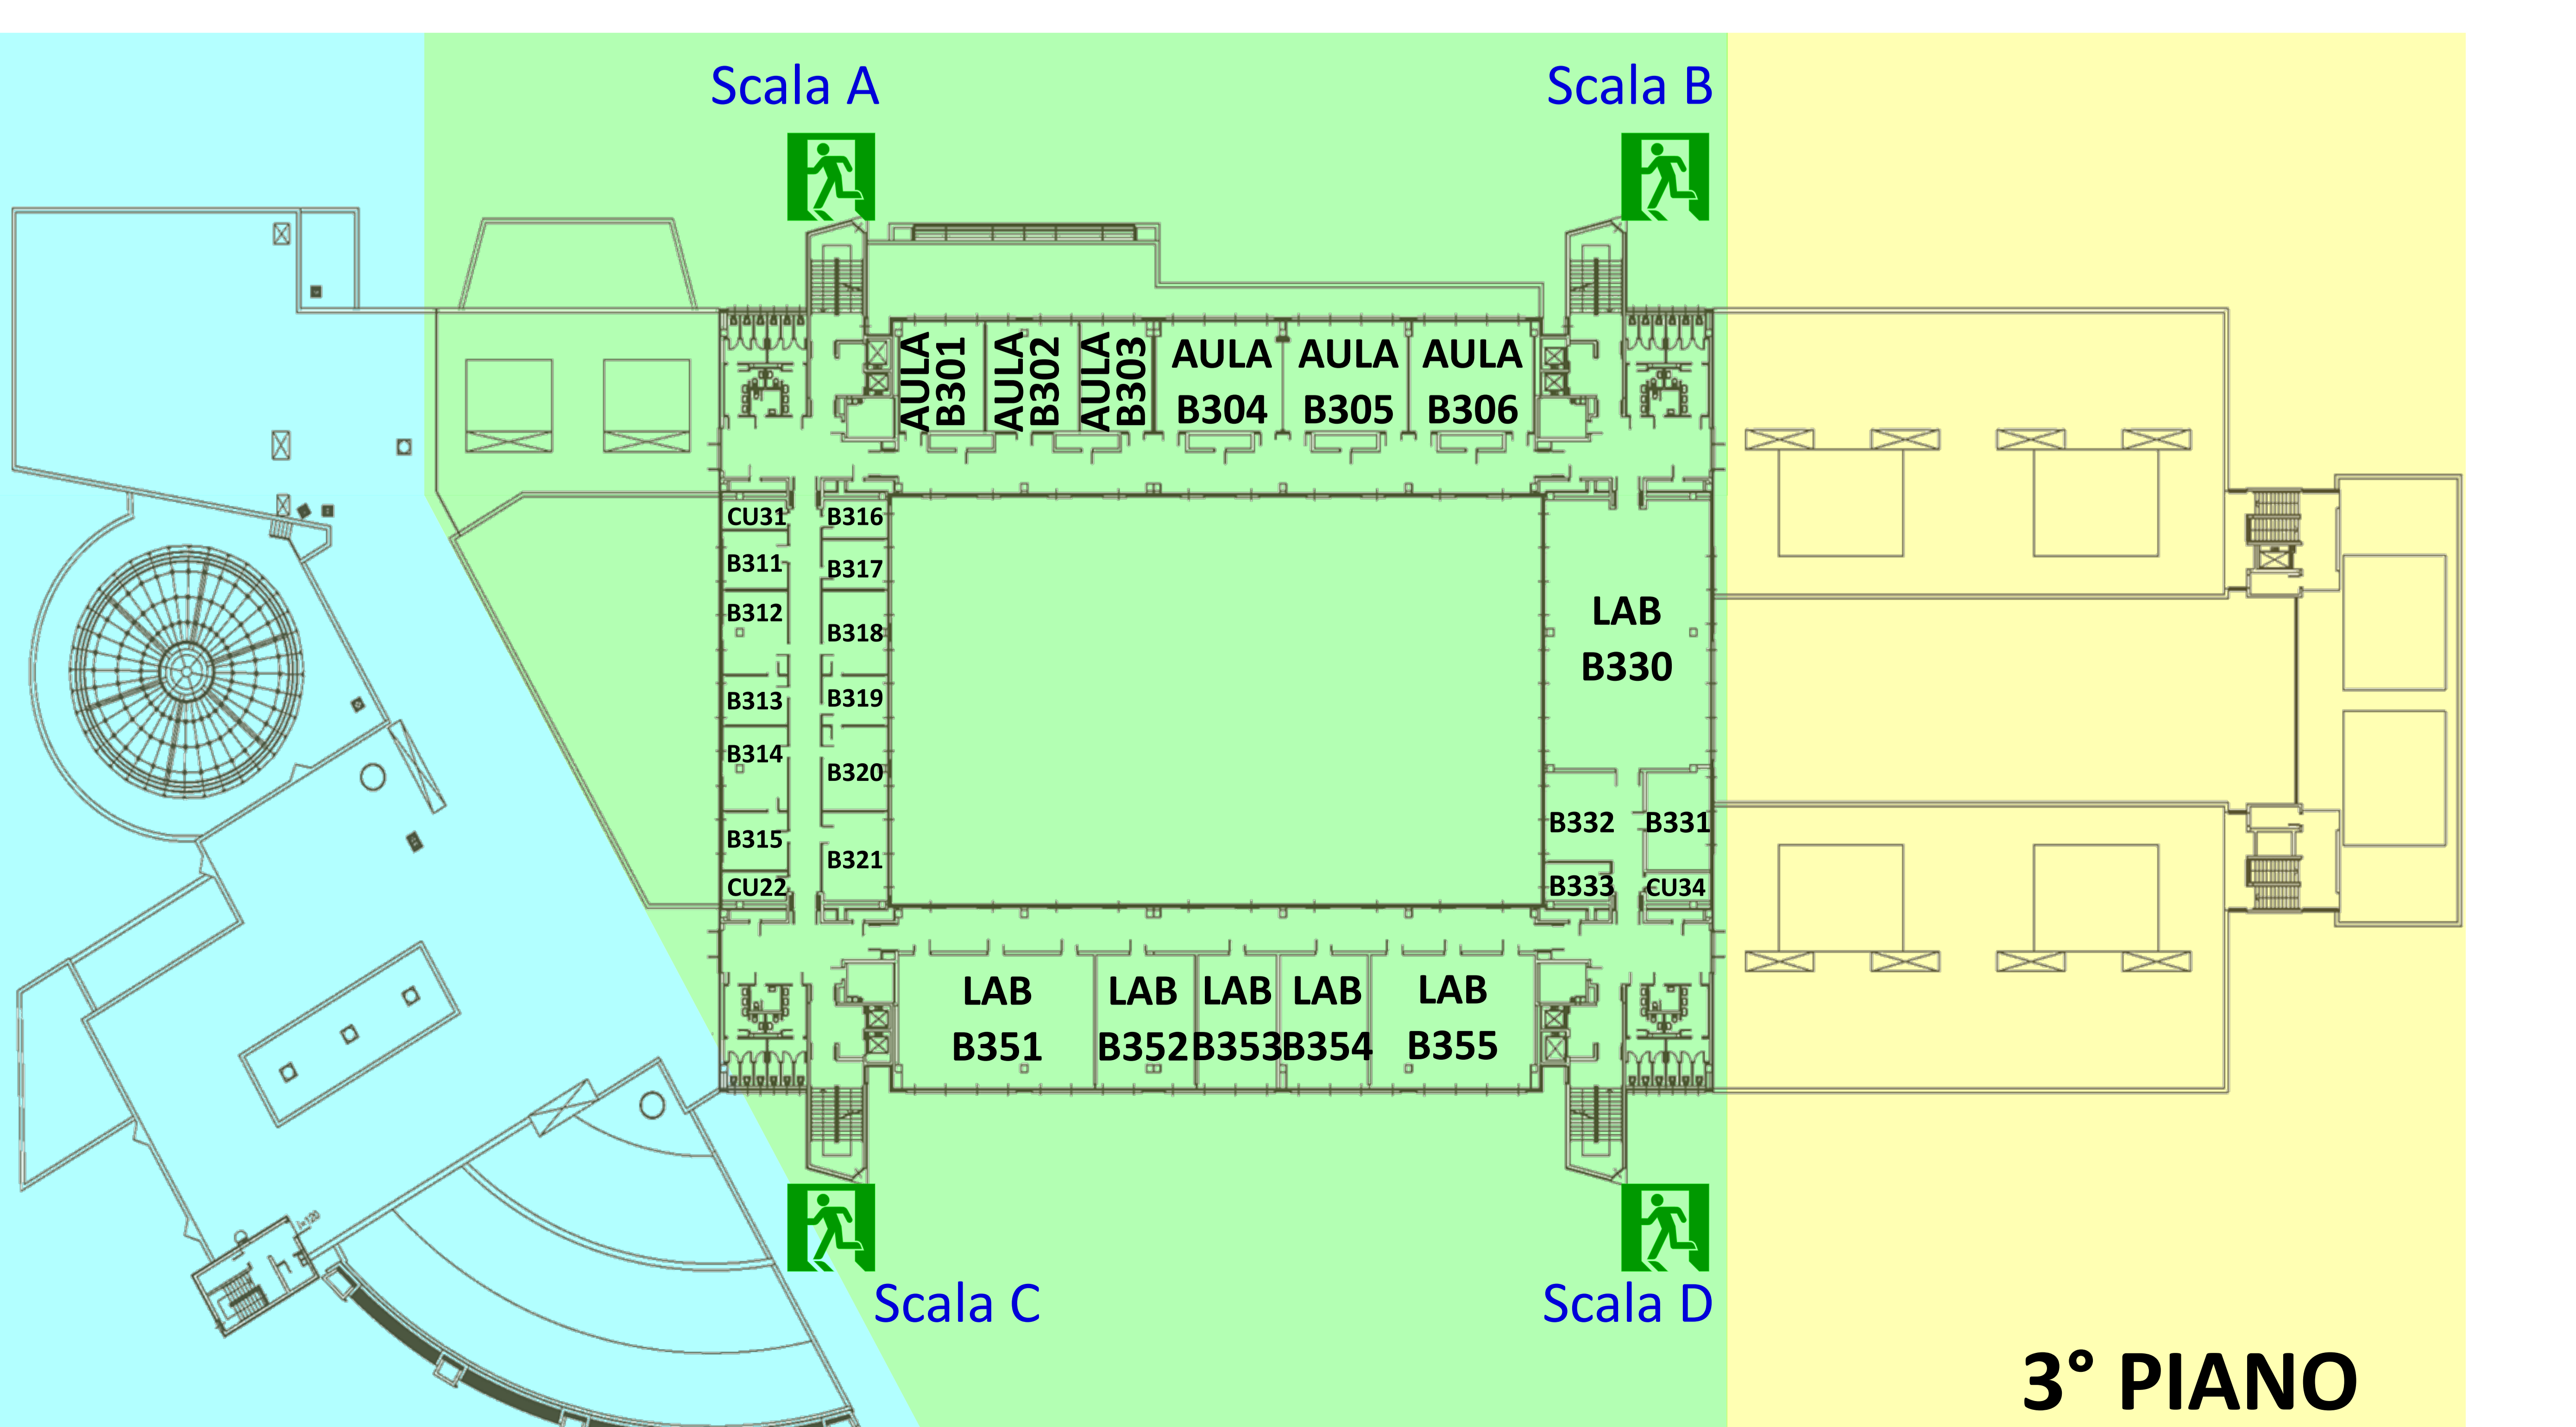 Scala A
Scala B
AULA
B301
AULA
B302
AULA
B303
AULA
B304
AULA
B305
AULA
B306
CU31
B316
B311
B317
B312
B318
B313
B319
B314
B320
B315
B321
CU22
LAB
B330
B332
B331
B333
CU34
LAB
B351
LAB
B352
LAB
B353
LAB
B354
LAB
B355
Scala C
Scala D
3° PIANO